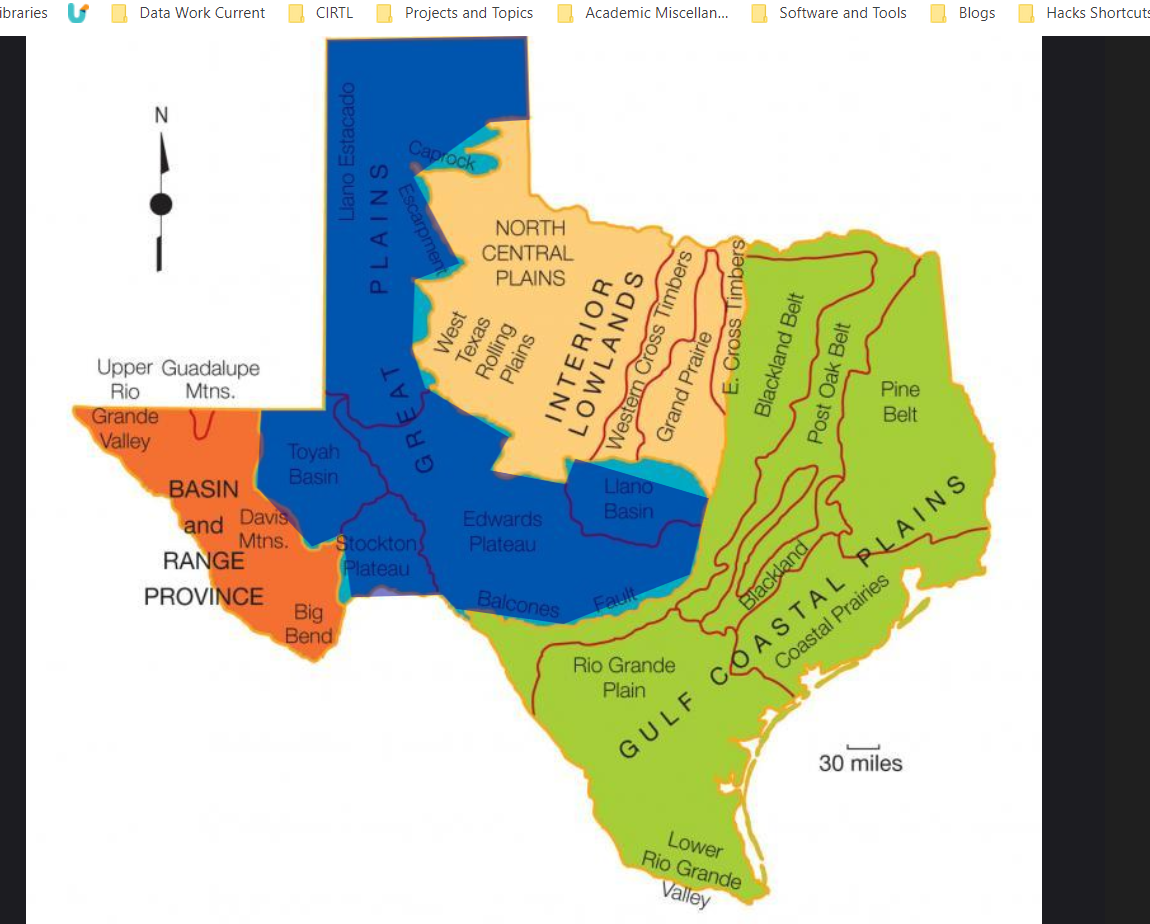 ibraries
Data Work Current
CIRTL
Projects and Topics
Academic Miscellan...
Software and Tools
Blogs
Hacks Shortcuts
N
Llano Estacado
GREAT PLAINS
Caprock
Escarpment
NORTH
CENTRAL
PLAINS
West
Texas
Rolling
Plains
INTERIOR
LOWLANDS
Western Cross Timbers
Grand Prairie
E. Cross Timbers
Blackland Belt
Post Oak Belt
Pine
Belt
Upper
Rio
Grande
Valley
Guadalupe
Mtns.
BASIN
and
RANGE
PROVINCE
Davis
Mtns.
Big
Bend
Toyah
Basin
Stockton
Plateau
Edwards
Plateau
Llano
Basin
Balcones Fault
Blackland
GULF COASTAL PLAINS
Coastal Prairies
Rio Grande
Plain
30 miles
Lower
Rio Grande
Valley